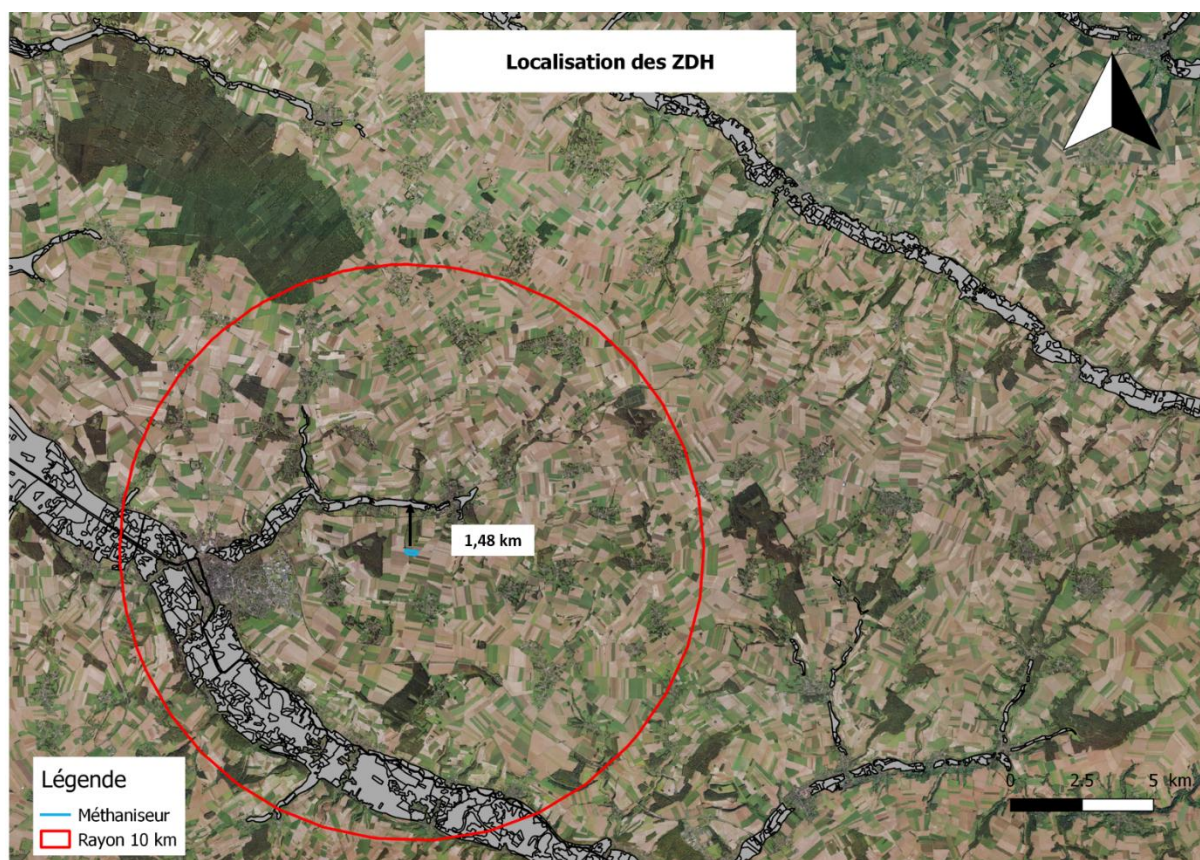 Localisation des ZDH
1,48 km
Légende
Méthaniseur
Rayon 10 km
0 2.5 5 km